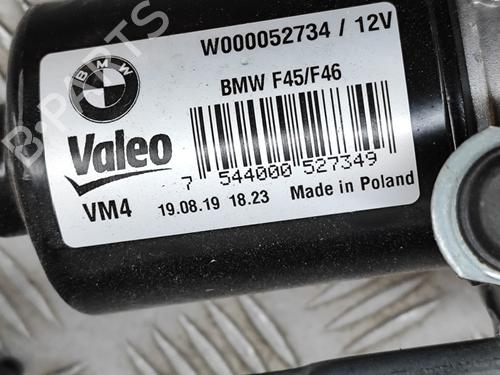 W000052734 / 12V
BMW
BMW F45/F46
Valeo
7 544000 527349
VM4 19.08.19 18.23 Made in Poland
B-PARTS